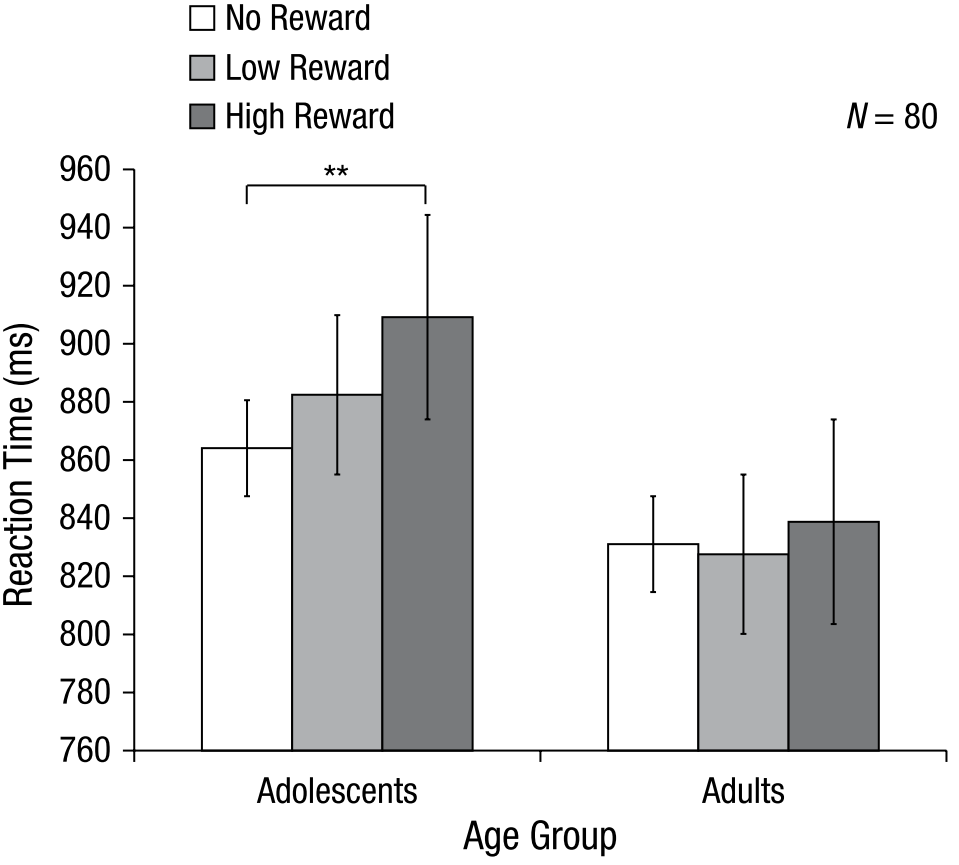 No Reward
Low Reward
High Reward
N = 80
960
**
940
920
900
880
860
840
820
800
780
760
Reaction Time (ms)
Adolescents
Adults
Age Group